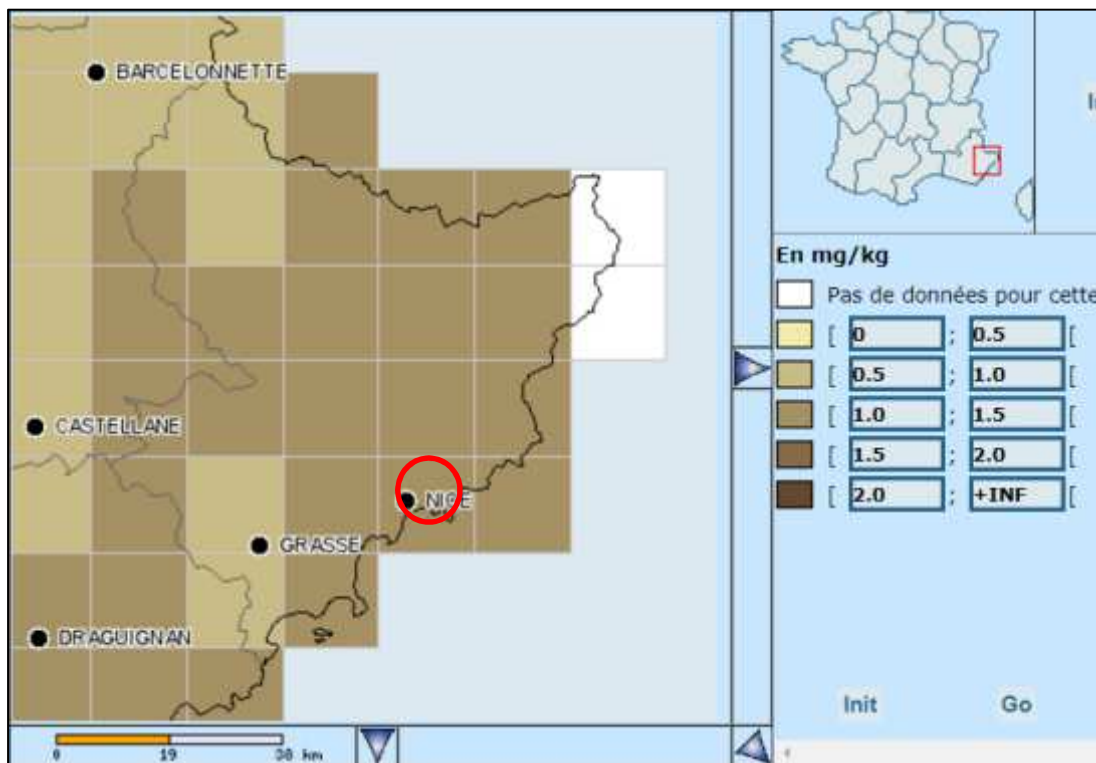 BARCELONNETTE
CASTELLANE
NICE
GRASSE
DRAGUIGNAN
0 19 38 km
En mg/kg
Pas de données pour cette
[ 0 ; 0.5 [
[ 0.5 ; 1.0 [
[ 1.0 ; 1.5 [
[ 1.5 ; 2.0 [
[ 2.0 ; +INF [
Init Go